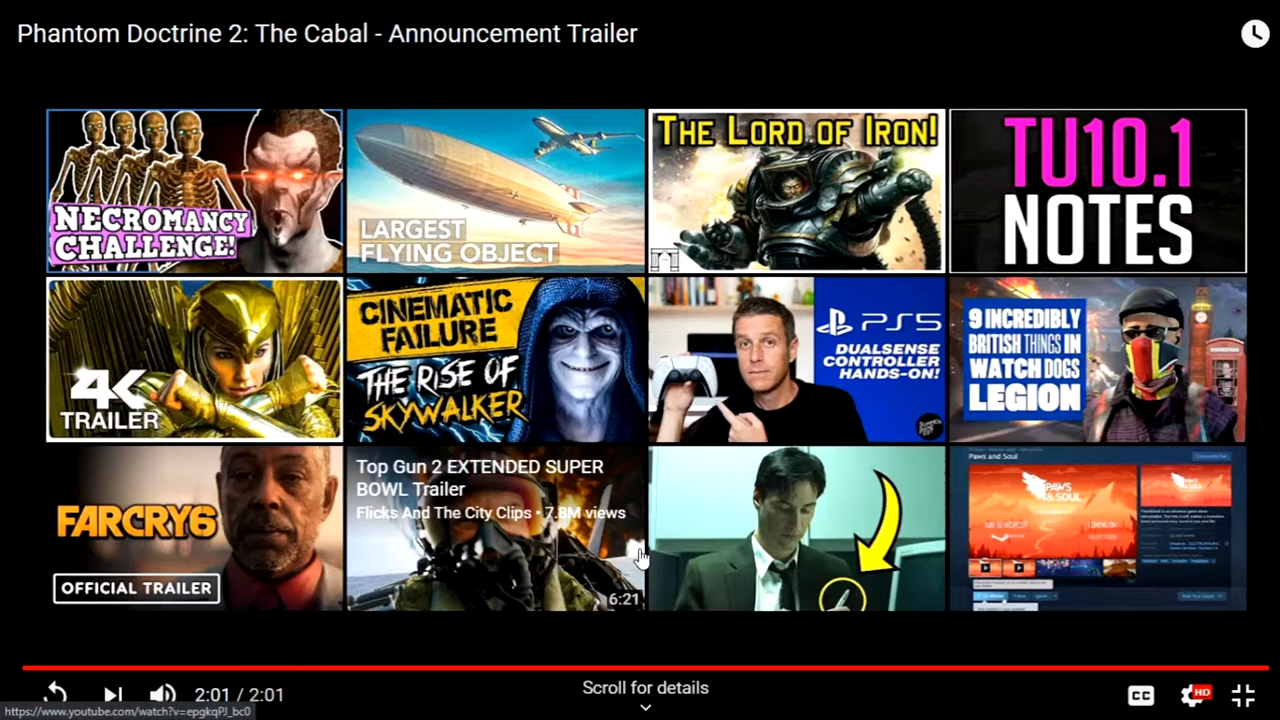 Phantom Doctrine 2: The Cabal - Announcement Trailer
NECROMANCY
CHALLENGE!
LARGEST
FLYING OBJECT
THE LORD OF IRON!
TU10.1
NOTES
4K
TRAILER
CINEMATIC
FAILURE
THE RISE OF
SKYWALKER
PS5
DUALSENSE
CONTROLLER
HANDS-ON!
9 INCREDIBLY
BRITISH THINGS IN
WATCH DOGS
LEGION
FARCRY6
OFFICIAL TRAILER
Top Gun 2 EXTENDED SUPER
BOWL Trailer
Flicks And The City Clips • 7.8M views
6:21
Paws and Soul
PAWS
& SOUL
2:01 / 2:01
Scroll for details
CC
HD
https://www.youtube.com/watch?v=epgkqPJ_bc0